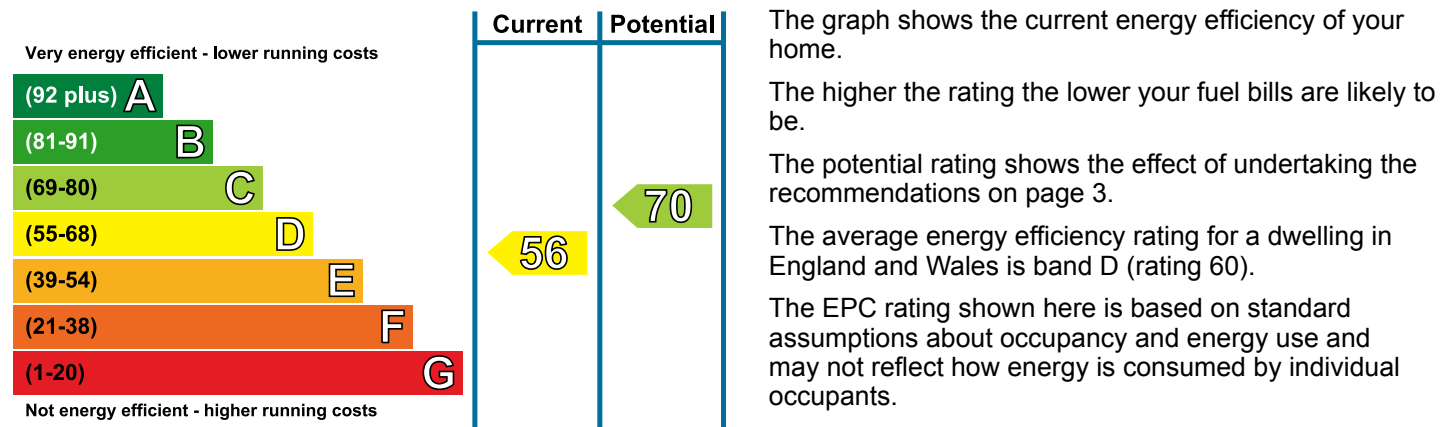 Current Potential
Very energy efficient - lower running costs
(92 plus) A
(81-91) B
(69-80) C
(55-68) D
(39-54) E
(21-38) F
(1-20) G
Not energy efficient - higher running costs
56
70
The graph shows the current energy efficiency of your
home.
The higher the rating the lower your fuel bills are likely to
be.
The potential rating shows the effect of undertaking the
recommendations on page 3.
The average energy efficiency rating for a dwelling in
England and Wales is band D (rating 60).
The EPC rating shown here is based on standard
assumptions about occupancy and energy use and
may not reflect how energy is consumed by individual
occupants.